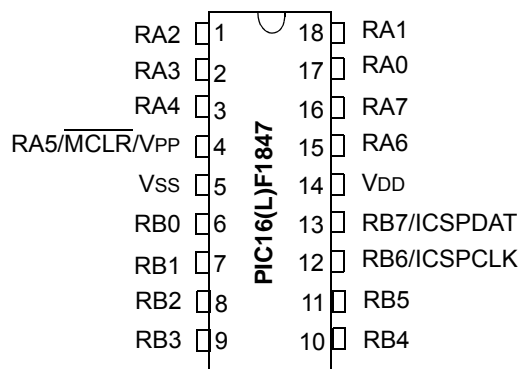 RA2 1 18 RA1
RA3 2 17 RA0
RA4 3 16 RA7
RA5/MCLR/VPP 4 15 RA6
VSS 5 14 VDD
RB0 6 13 RB7/ICSPDAT
RB1 7 12 RB6/ICSPCLK
RB2 8 11 RB5
RB3 9 10 RB4
PIC16(L)F1847